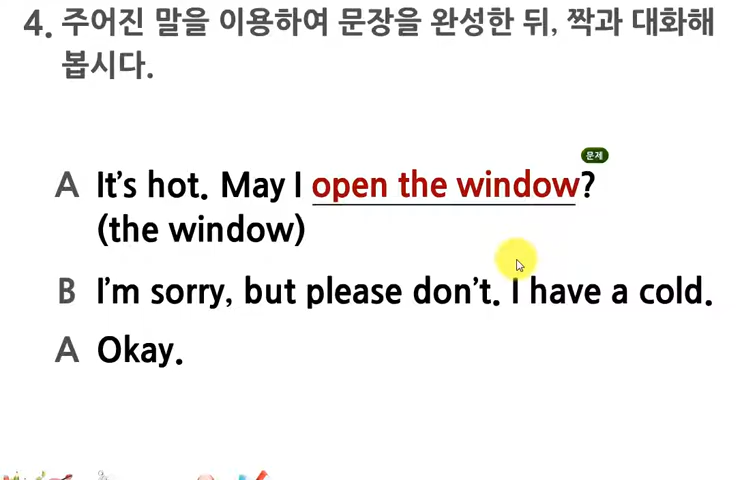 4. 주어진 말을 이용하여 문장을 완성한 뒤, 짝과 대화해
봅시다.
문제
A It's hot. May I open the window?
(the window)
B I'm sorry, but please don't. I have a cold.
A Okay.